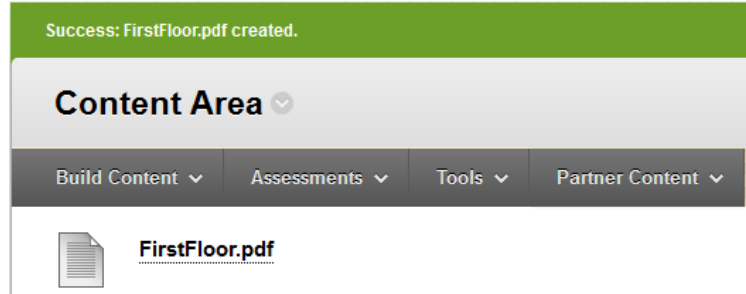 Success: FirstFloor.pdf created.
Content Area
Build Content Assessments Tools Partner Content
FirstFloor.pdf